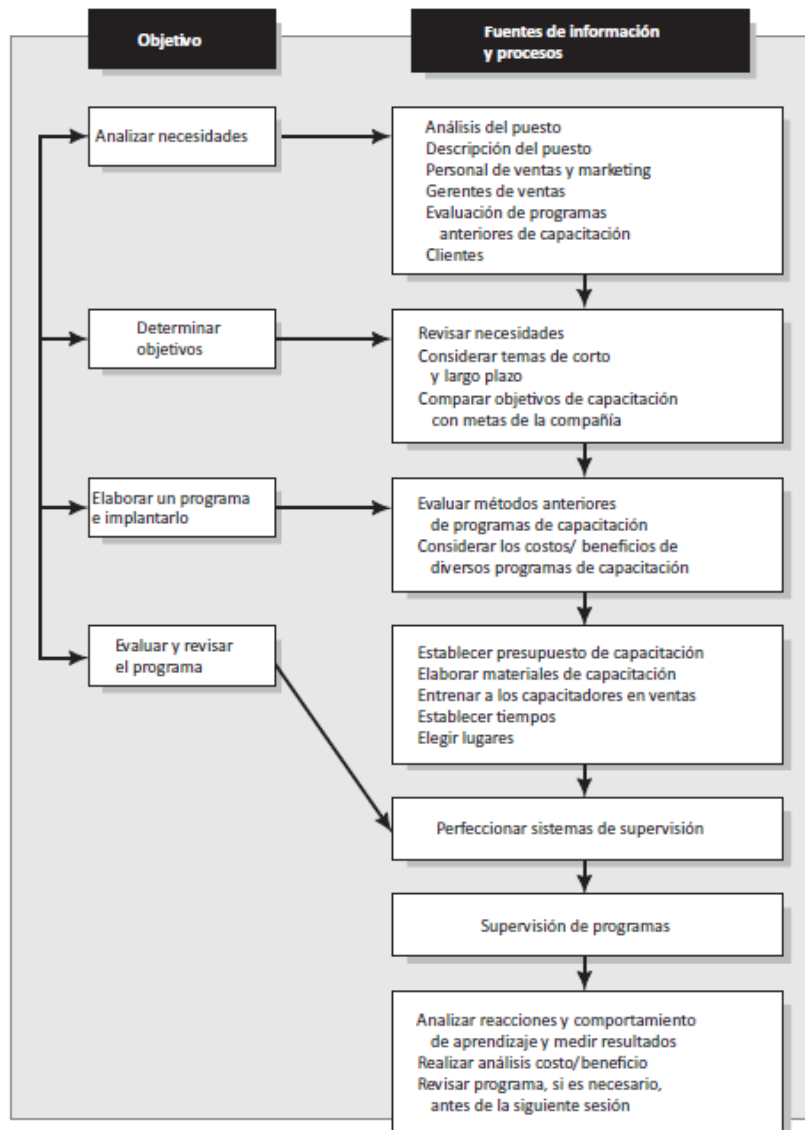 Objetivo
Fuentes de información
y procesos
Analizar necesidades
Análisis del puesto
Descripción del puesto
Personal de ventas y marketing
Gerentes de ventas
Evaluación de programas
anteriores de capacitación
Clientes
Determinar
objetivos
Revisar necesidades
Considerar temas de corto
y largo plazo
Comparar objetivos de capacitación
con metas de la compañía
Elaborar un programa
e implantarlo
Evaluar métodos anteriores
de programas de capacitación
Considerar los costos/ beneficios de
diversos programas de capacitación
Evaluar y revisar
el programa
Establecer presupuesto de capacitación
Elaborar materiales de capacitación
Entrenar a los capacitadores en ventas
Establecer tiempos
Elegir lugares
Perfeccionar sistemas de supervisión
Supervisión de programas
Analizar reacciones y comportamiento
de aprendizaje y medir resultados
Realizar análisis costo/beneficio
Revisar programa, si es necesario,
antes de la siguiente sesión